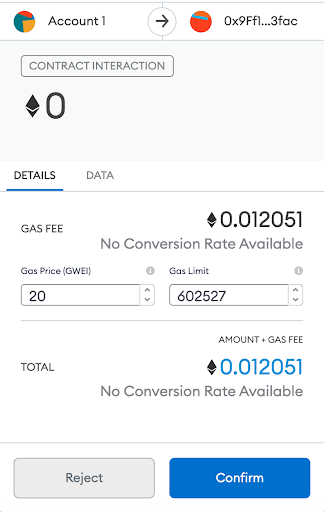 Account 1 0x9Ff1...3fac
CONTRACT INTERACTION
0
DETAILS DATA
GAS FEE 0.012051
No Conversion Rate Available
Gas Price (GWEI) Gas Limit
20 602527
AMOUNT + GAS FEE
TOTAL 0.012051
No Conversion Rate Available
Reject Confirm